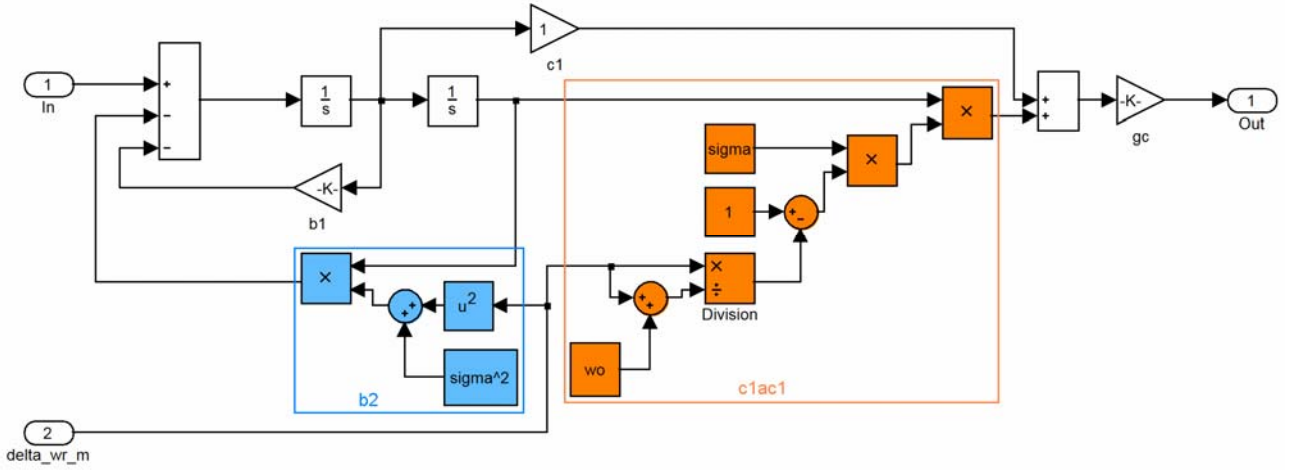 1
c1
1
In
+
−
−
1
s
1
s
-K-
b1
×
+
+
-K-
gc
1
Out
sigma
×
1
+
−
×
+
+
u²
sigma^2
b2
×
÷
Division
+
+
wo
c1ac1
2
delta_wr_m